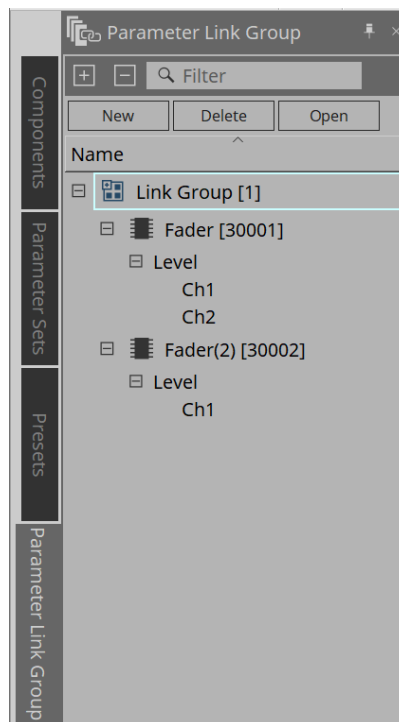 Parameter Link Group
Filter
New Delete Open
Name
Link Group [1]
Fader [30001]
Level
Ch1
Ch2
Fader(2) [30002]
Level
Ch1
Components
Parameter Sets
Presets
Parameter Link Group